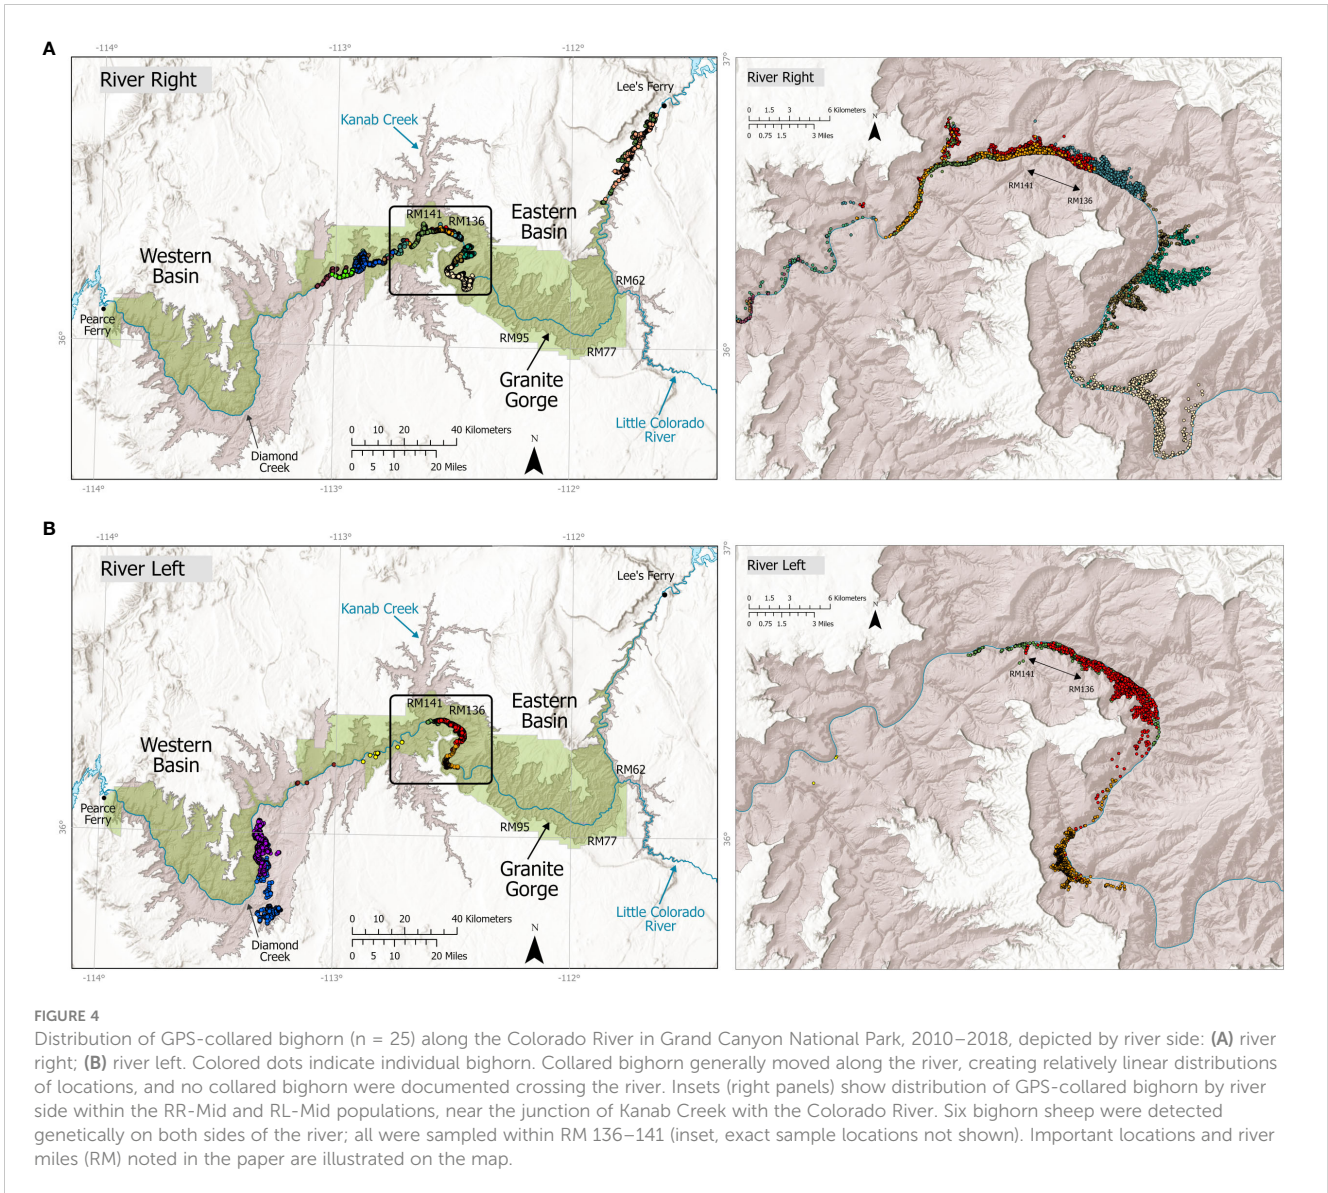 A
-114°
-113°
-112°
River Right
Lee's Ferry
Kanab Creek
RM141
RM136
Eastern
Basin
Western
Basin
RM62
Pearce
Ferry
36°
36°
37°
RM95
RM77
Granite
Gorge
Little Colorado
River
Diamond
Creek
0 10 20 40 Kilometers
0 5 10 20 Miles
N
-114°
-113°
-112°
River Right
0 1.5 3 6 Kilometers
0 0.75 1.5 3 Miles
N
RM141
RM136
B
-114°
-113°
-112°
River Left
Lee's Ferry
Kanab Creek
RM141
RM136
Eastern
Basin
Western
Basin
RM62
Pearce
Ferry
36°
36°
37°
RM95
RM77
Granite
Gorge
Little Colorado
River
Diamond
Creek
0 10 20 40 Kilometers
0 5 10 20 Miles
N
-114°
-113°
-112°
River Left
0 1.5 3 6 Kilometers
0 0.75 1.5 3 Miles
N
RM141
RM136
FIGURE 4
Distribution of GPS-collared bighorn (n = 25) along the Colorado River in Grand Canyon National Park, 2010–2018, depicted by river side: (A) river
right; (B) river left. Colored dots indicate individual bighorn. Collared bighorn generally moved along the river, creating relatively linear distributions
of locations, and no collared bighorn were documented crossing the river. Insets (right panels) show distribution of GPS-collared bighorn by river
side within the RR-Mid and RL-Mid populations, near the junction of Kanab Creek with the Colorado River. Six bighorn sheep were detected
genetically on both sides of the river; all were sampled within RM 136–141 (inset, exact sample locations not shown). Important locations and river
miles (RM) noted in the paper are illustrated on the map.